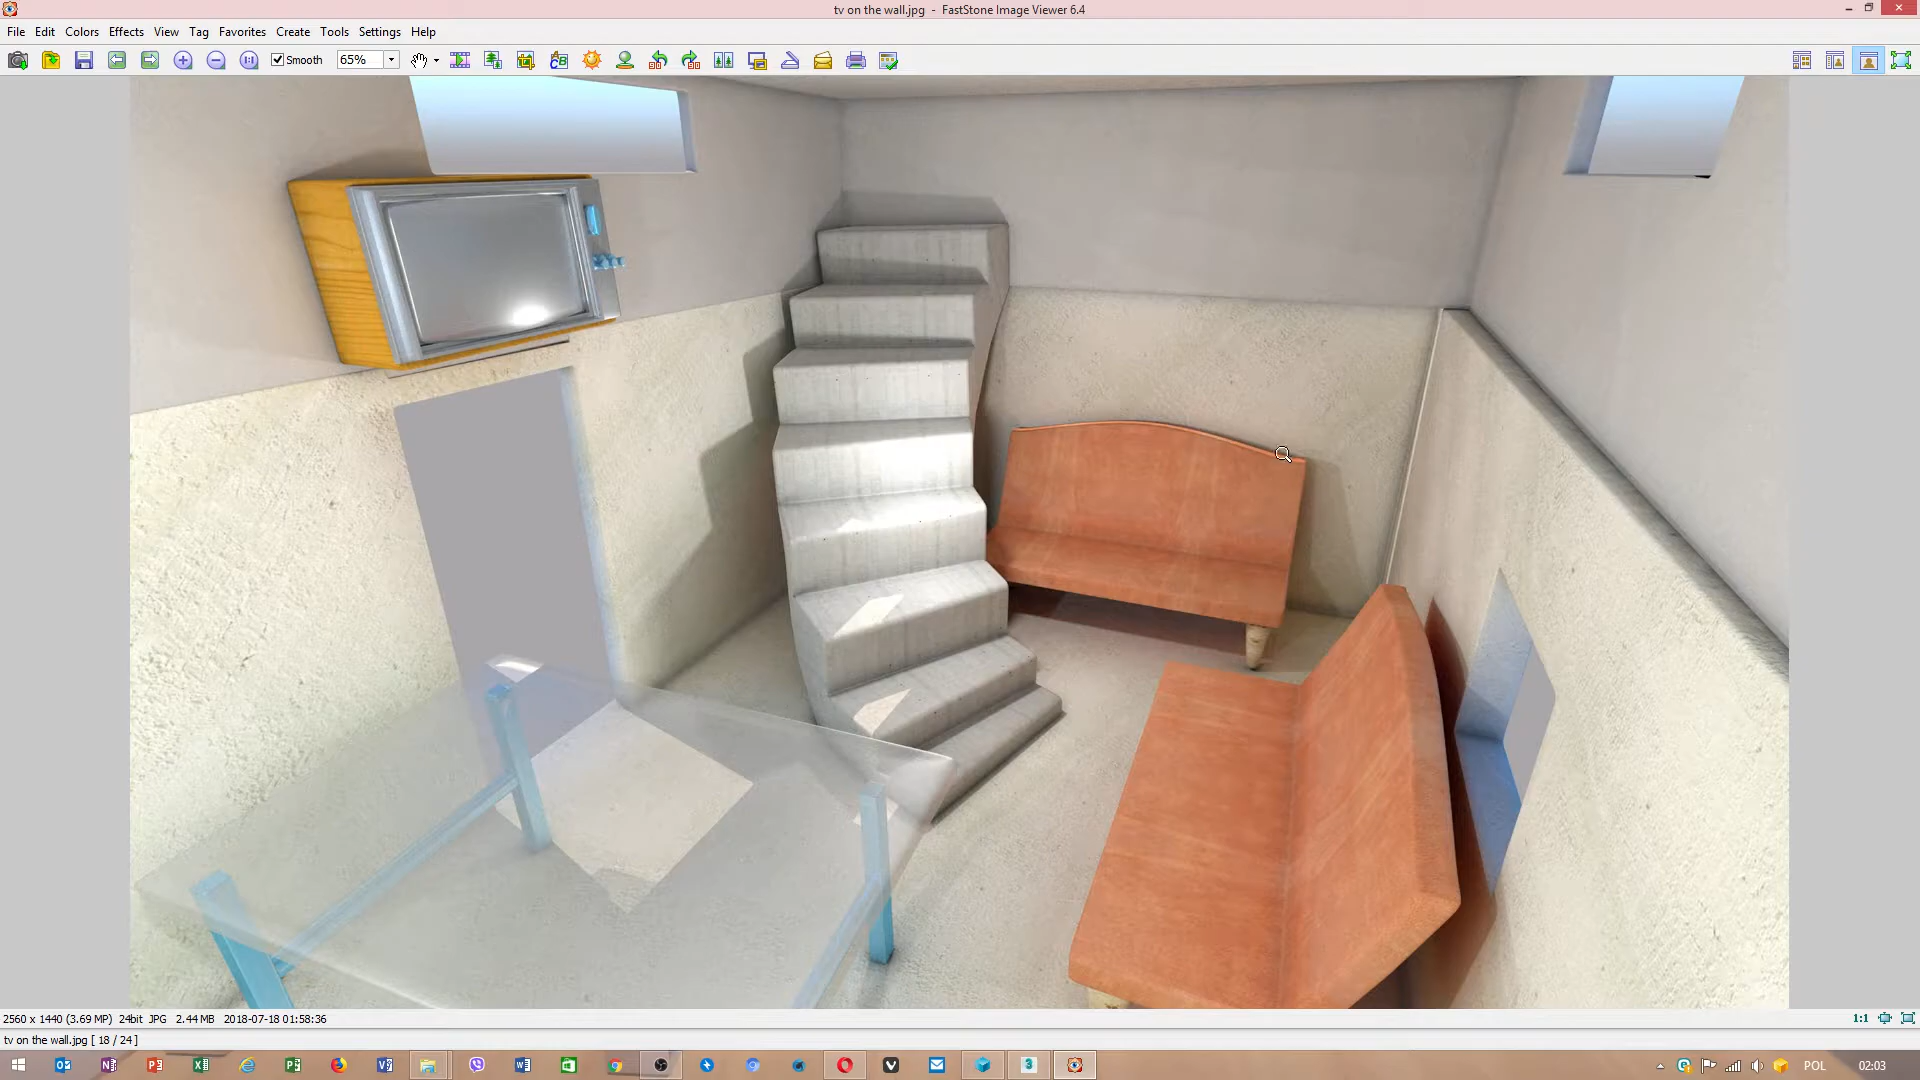 tv on the wall.jpg - FastStone Image Viewer 6.4
File Edit Colors Effects View Tag Favorites Create Tools Settings Help
Smooth 65%
2560 x 1440 (3.69 MP) 24bit JPG 2.44 MB 2018-07-18 01:58:36 1:1
tv on the wall.jpg [ 18 / 24 ]
POL 02:03